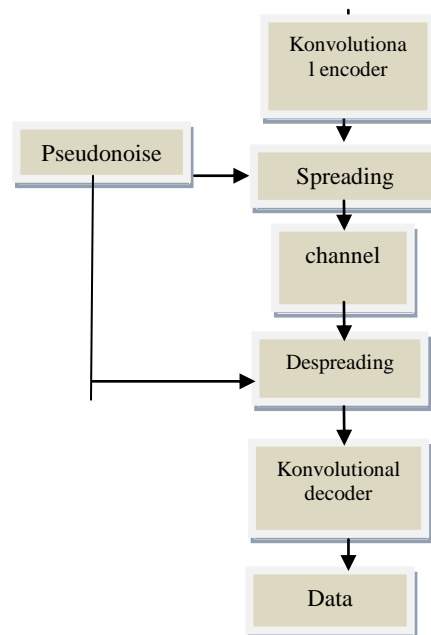 Konvolutiona
l encoder
Pseudonoise
Spreading
channel
Despreading
Konvolutional
decoder
Data